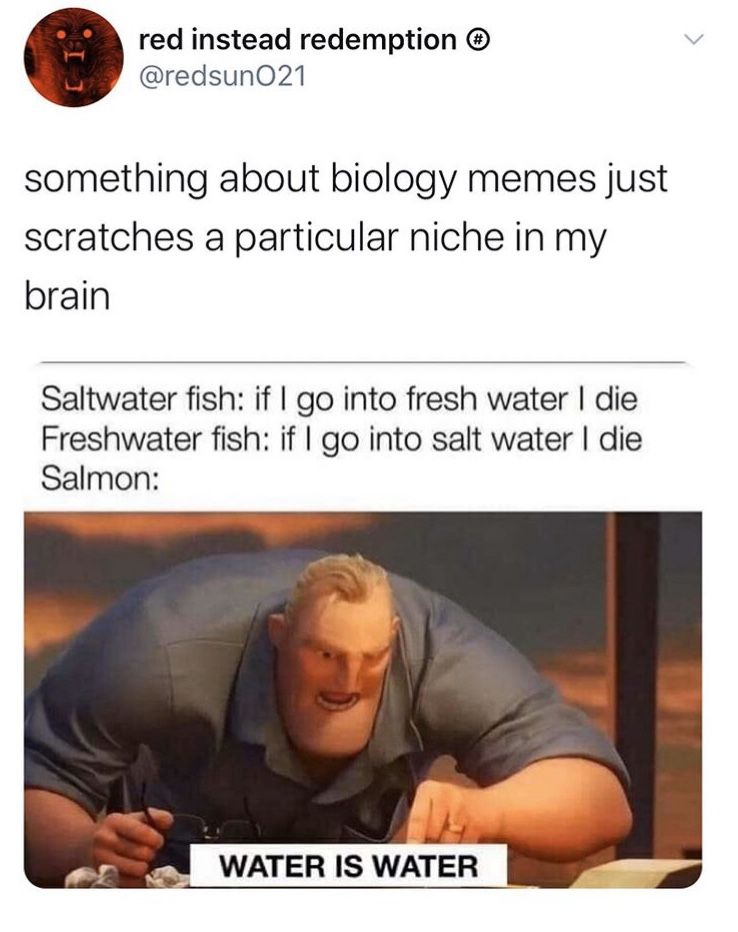 red instead redemption #
@redsun021
something about biology memes just
scratches a particular niche in my
brain
Saltwater fish: if I go into fresh water I die
Freshwater fish: if I go into salt water I die
Salmon:
WATER IS WATER